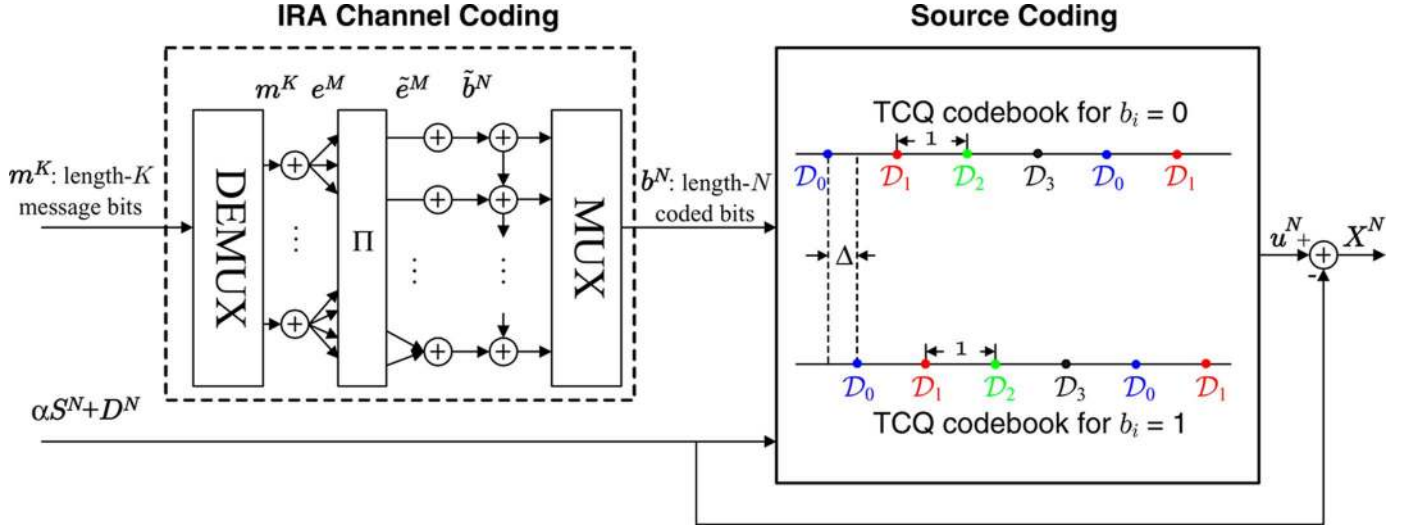 IRA Channel Coding
Source Coding
m^K e^M ẽ^M b̃^N
m^K: length-K
message bits
DEMUX
Π
MUX
b^N: length-N
coded bits
TCQ codebook for b_i = 0
1
D_0 D_1 D_2 D_3 D_0 D_1
Δ
1
D_0 D_1 D_2 D_3 D_0 D_1
TCQ codebook for b_i = 1
u^N + X^N
-
αS^N+D^N